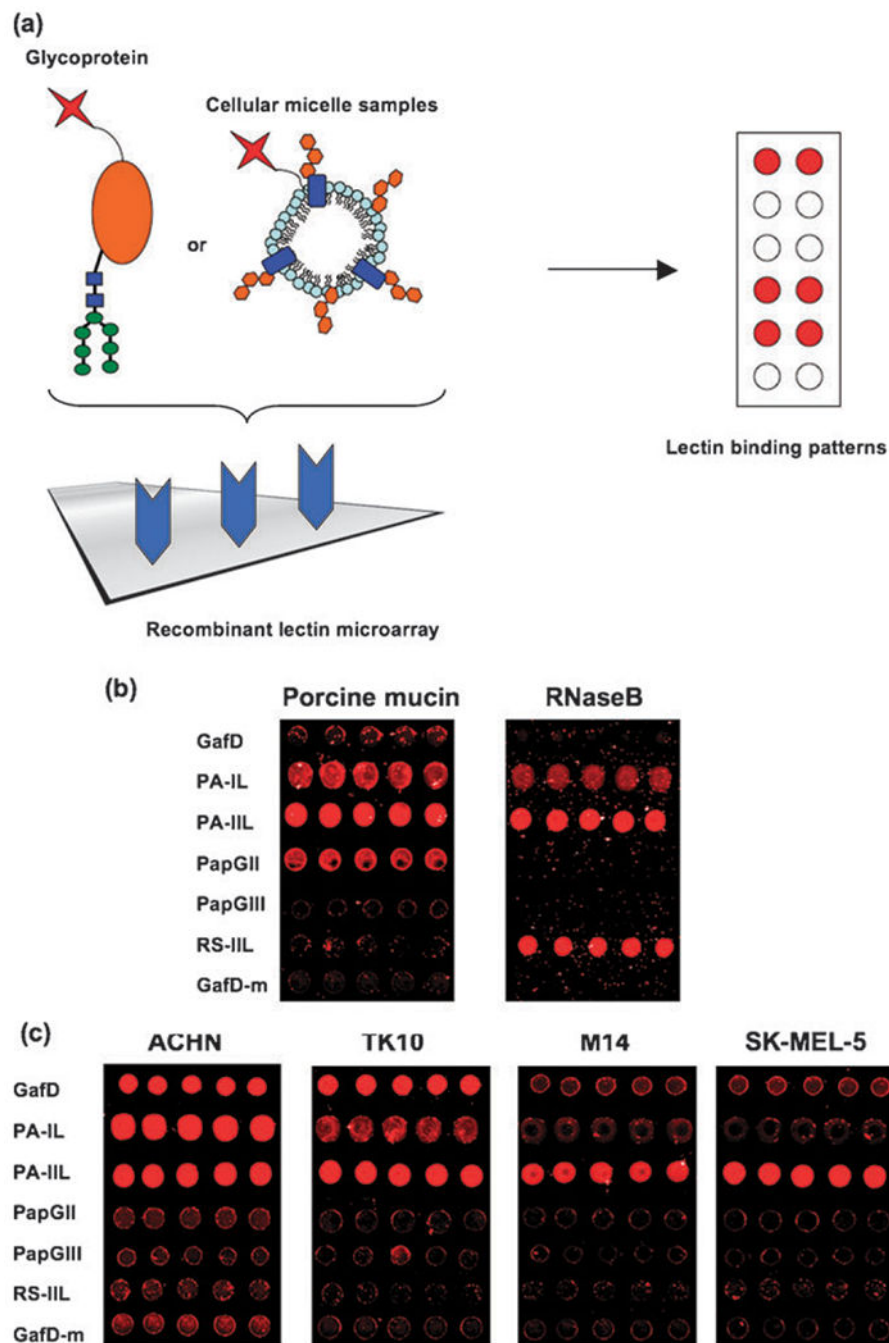 (a)
Glycoprotein
Cellular micelle samples
or
Lectin binding patterns
Recombinant lectin microarray
(b)
Porcine mucin
RNaseB
GafD
PA-IL
PA-IIL
PapGII
PapGIII
RS-IIL
GafD-m
(c)
ACHN
TK10
M14
SK-MEL-5
GafD
PA-IL
PA-IIL
PapGII
PapGIII
RS-IIL
GafD-m